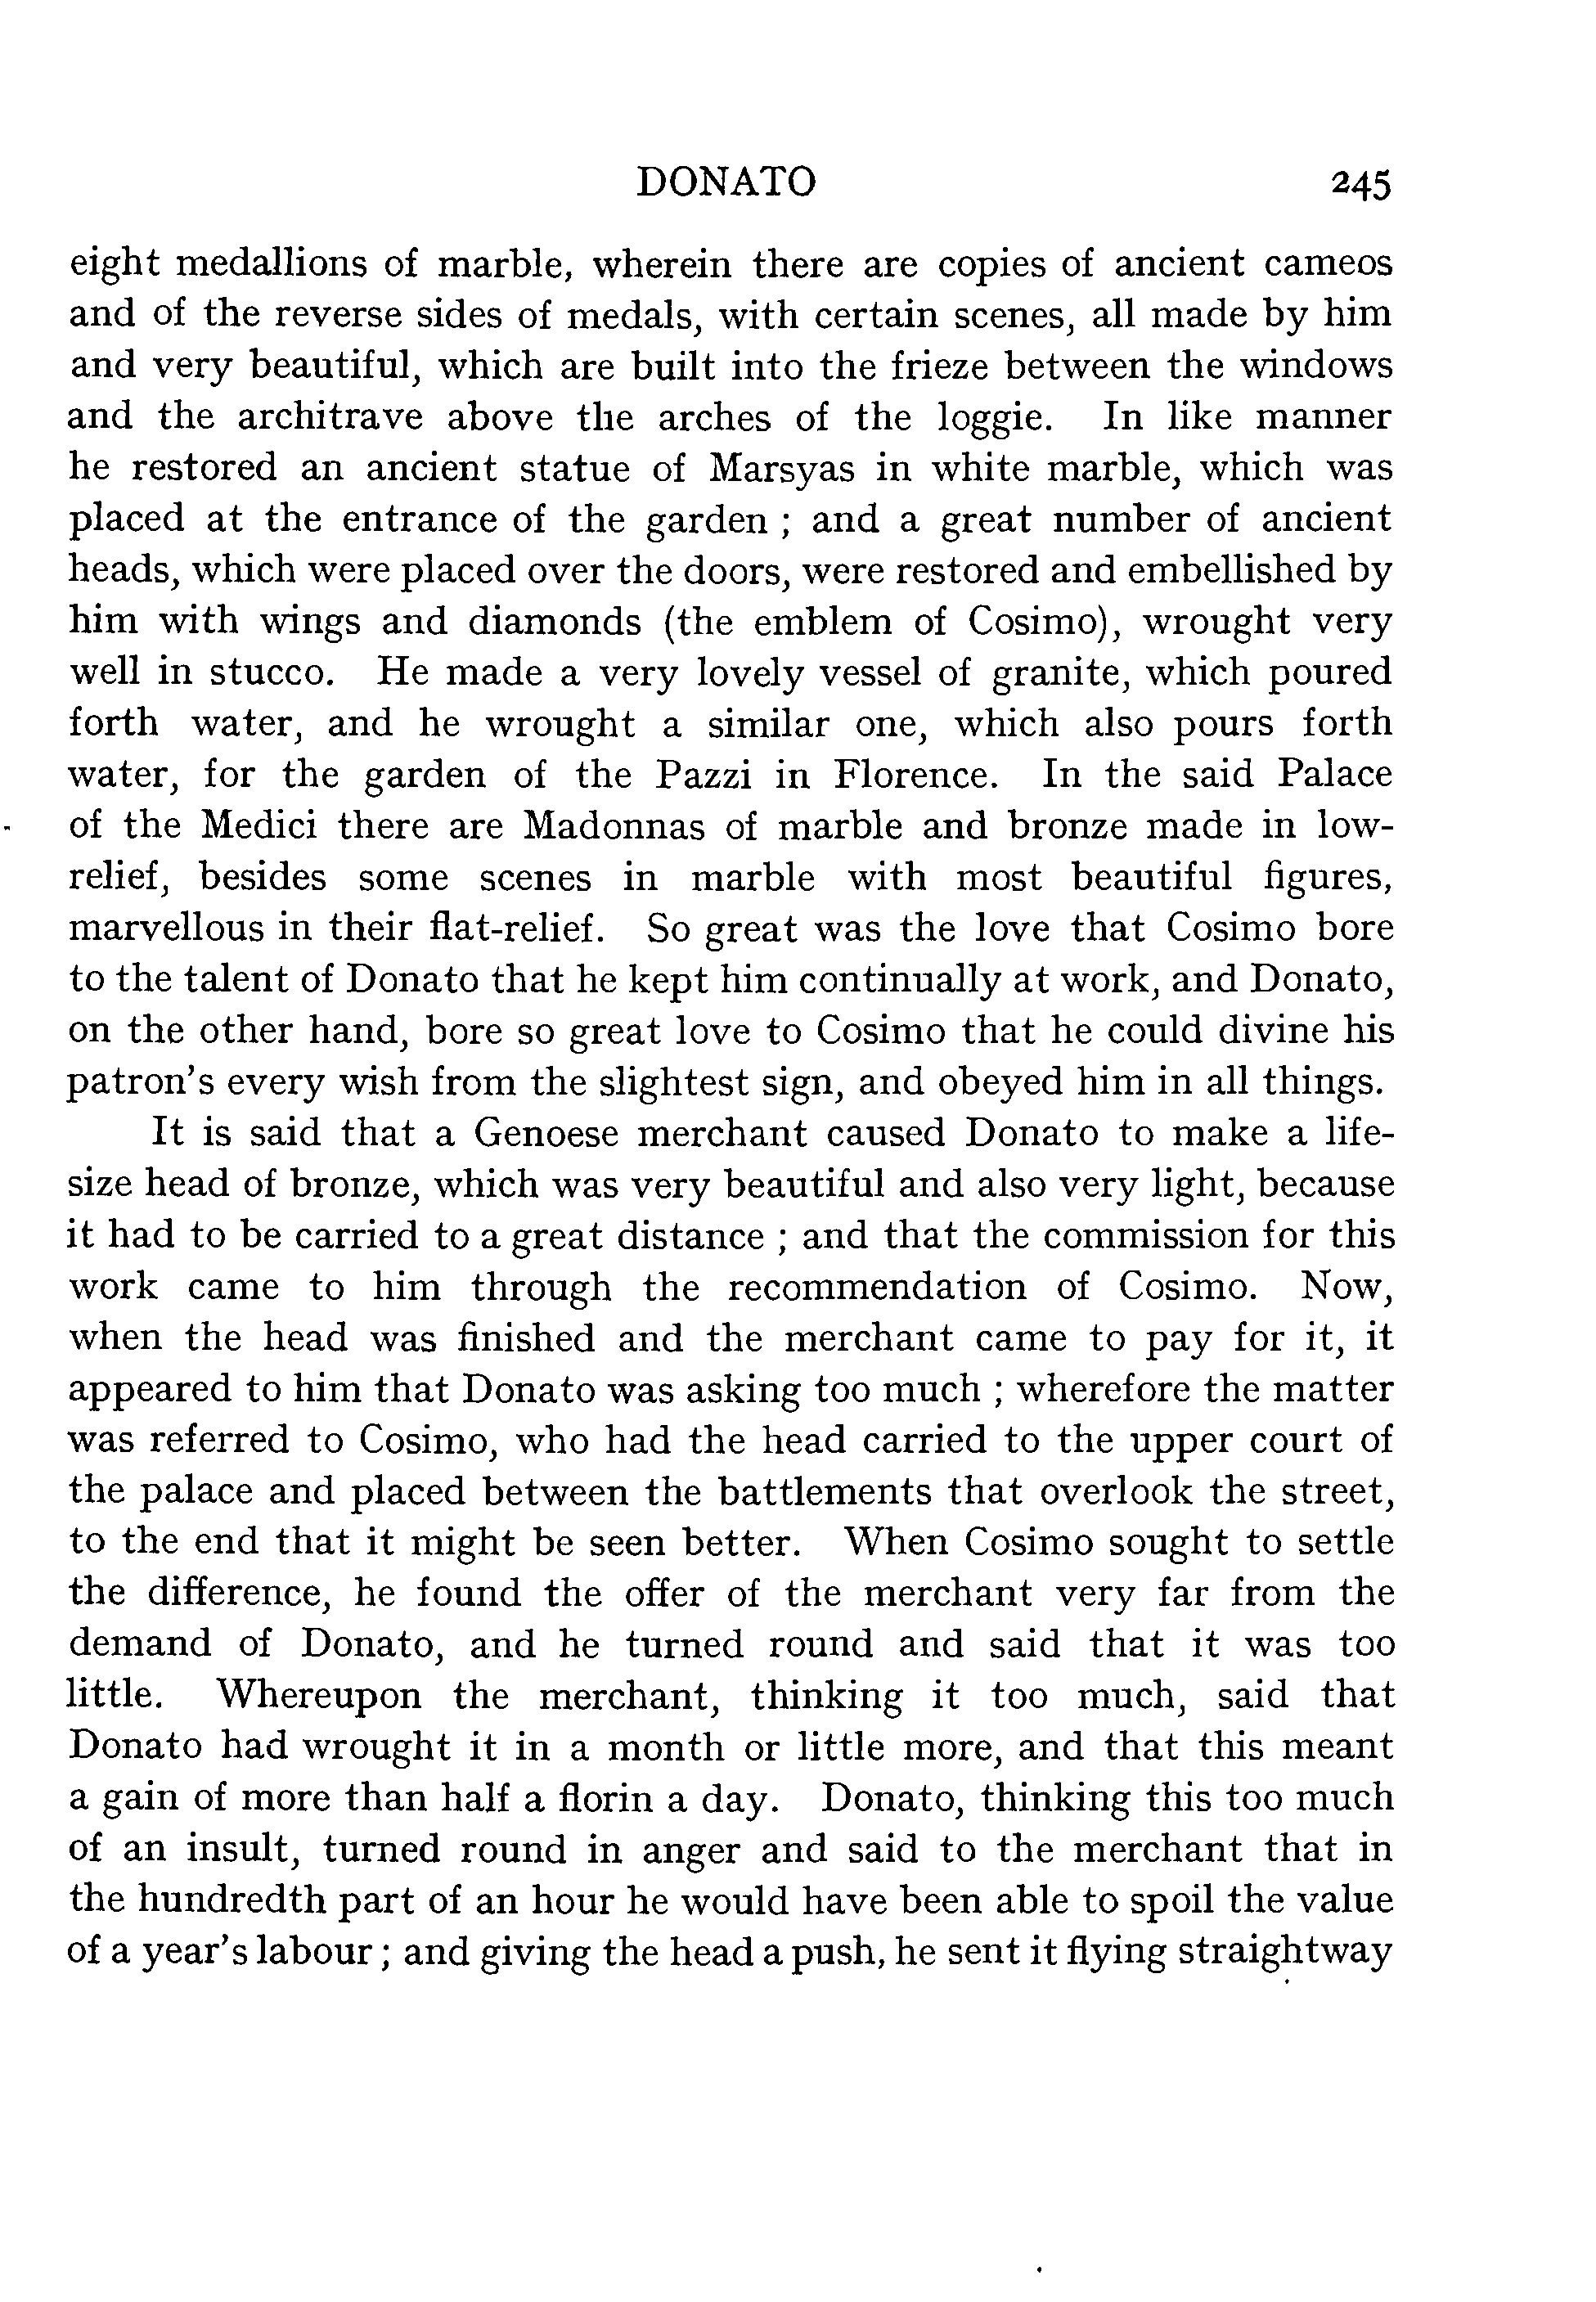 DONATO 245
eight medallions of marble, wherein there are copies of ancient cameos
and of the reverse sides of medals, with certain scenes, all made by him
and very beautiful, which are built into the frieze between the windows
and the architrave above the arches of the loggie. In like manner
he restored an ancient statue of Marsyas in white marble, which was
placed at the entrance of the garden ; and a great number of ancient
heads, which were placed over the doors, were restored and embellished by
him with wings and diamonds (the emblem of Cosimo), wrought very
well in stucco. He made a very lovely vessel of granite, which poured
forth water, and he wrought a similar one, which also pours forth
water, for the garden of the Pazzi in Florence. In the said Palace
of the Medici there are Madonnas of marble and bronze made in low-
relief, besides some scenes in marble with most beautiful figures,
marvellous in their flat-relief. So great was the love that Cosimo bore
to the talent of Donato that he kept him continually at work, and Donato,
on the other hand, bore so great love to Cosimo that he could divine his
patron's every wish from the slightest sign, and obeyed him in all things.
It is said that a Genoese merchant caused Donato to make a life-
size head of bronze, which was very beautiful and also very light, because
it had to be carried to a great distance ; and that the commission for this
work came to him through the recommendation of Cosimo. Now,
when the head was finished and the merchant came to pay for it, it
appeared to him that Donato was asking too much ; wherefore the matter
was referred to Cosimo, who had the head carried to the upper court of
the palace and placed between the battlements that overlook the street,
to the end that it might be seen better. When Cosimo sought to settle
the difference, he found the offer of the merchant very far from the
demand of Donato, and he turned round and said that it was too
little. Whereupon the merchant, thinking it too much, said that
Donato had wrought it in a month or little more, and that this meant
a gain of more than half a florin a day. Donato, thinking this too much
of an insult, turned round in anger and said to the merchant that in
the hundredth part of an hour he would have been able to spoil the value
of a year's labour ; and giving the head a push, he sent it flying straightway